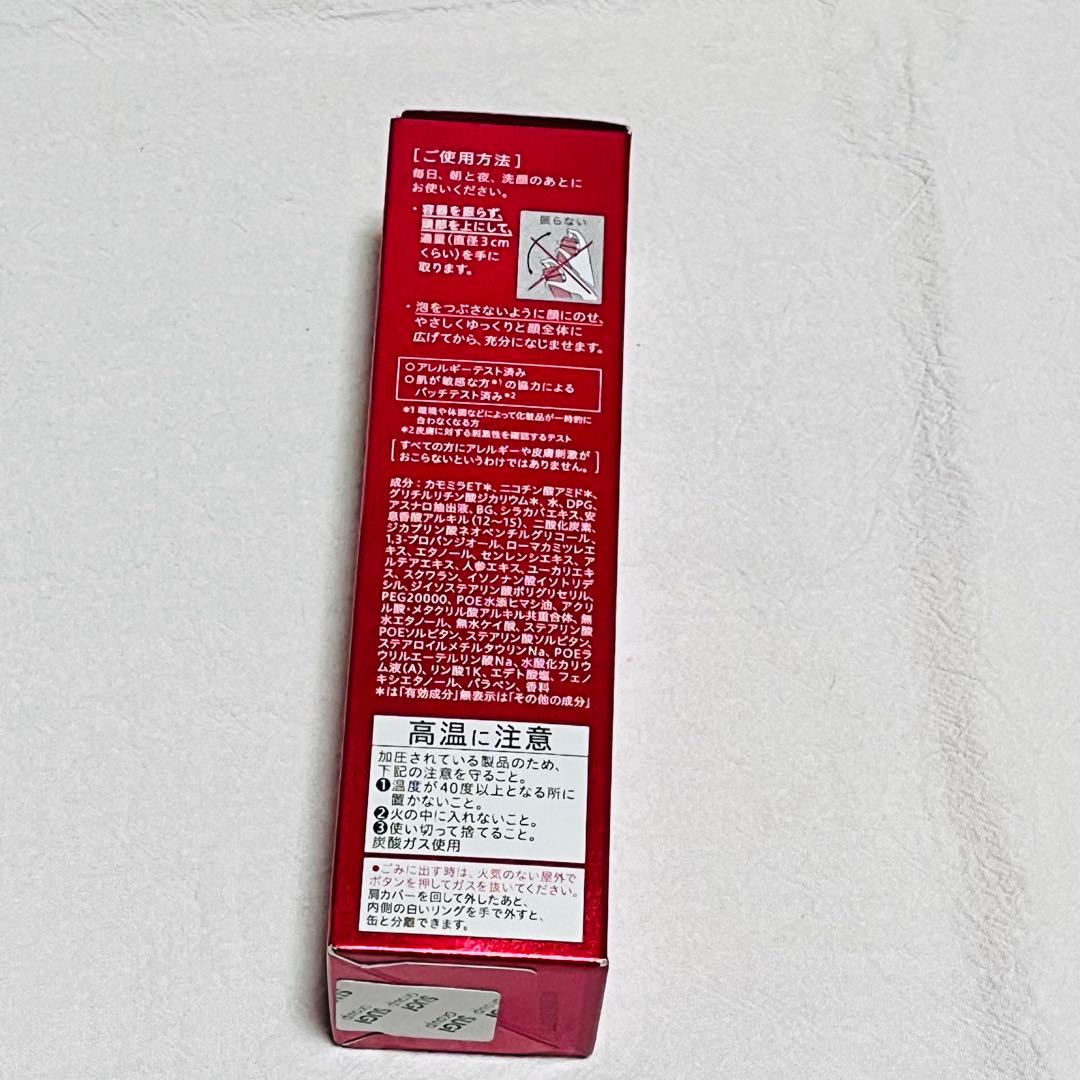 [ご使用方法]
毎日、朝と夜、洗顔のあとに
お使いください。
・容器を振らず、
頭部を上にして、
適量(直径3cm
くらい)を手に
取ります。
振らない
・泡をつぶさないように顔にのせ、
やさしくゆっくりと顔全体に
広げてから、充分になじませます。
○アレルギーテスト済み
○肌が敏感な方*1の協力による
パッチテスト済み*2
*1 環境や体調などによって化粧品が一時的に
合わなくなる方
*2 皮膚に対する刺激性を確認するテスト
[すべての方にアレルギーや皮膚刺激が
おこらないというわけではありません。]
成分:カモミラET*、ニコチン酸アミド*、
グリチルリチン酸ジカリウム*、水、DPG、
アスナロ抽出液、BG、シラカバエキス、安
息香酸アルキル(12〜15)、二酸化炭素、
ジカプリン酸ネオペンチルグリコール、
1,3-プロパンジオール、ローマカミツレエ
キス、エタノール、センレンシエキス、ア
ルテアエキス、人参エキス、ユーカリエキ
ス、スクワラン、イソノナン酸イソトリデ
シル、ジイソステアリン酸ポリグリセリル、
PEG20000、POE水添ヒマシ油、アクリ
ル酸・メタクリル酸アルキル共重合体、無
水エタノール、無水ケイ酸、ステアリン酸
POEソルビタン、ステアリン酸ソルビタン、
ステアロイルメチルタウリンNa、POEラ
ウリルエーテルリン酸Na、水酸化カリウ
ム液(A)、リン酸1K、エデト酸塩、フェノ
キシエタノール、パラベン、香料
*は「有効成分」無表示は「その他の成分」
高温に注意
加圧されている製品のため、
下記の注意を守ること。
❶温度が40度以上となる所に
置かないこと。
❷火の中に入れないこと。
❸使い切って捨てること。
炭酸ガス使用
●ごみに出す時は、火気のない屋外で
ボタンを押してガスを抜いてください。
肩カバーを回して外したあと、
内側の白いリングを手で外すと、
缶と分離できます。
SUGI
GROUP
SUGI
GROUP